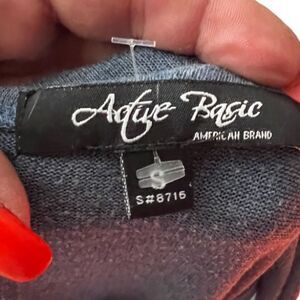 Active Basic
AMERICAN BRAND
S
S#8716